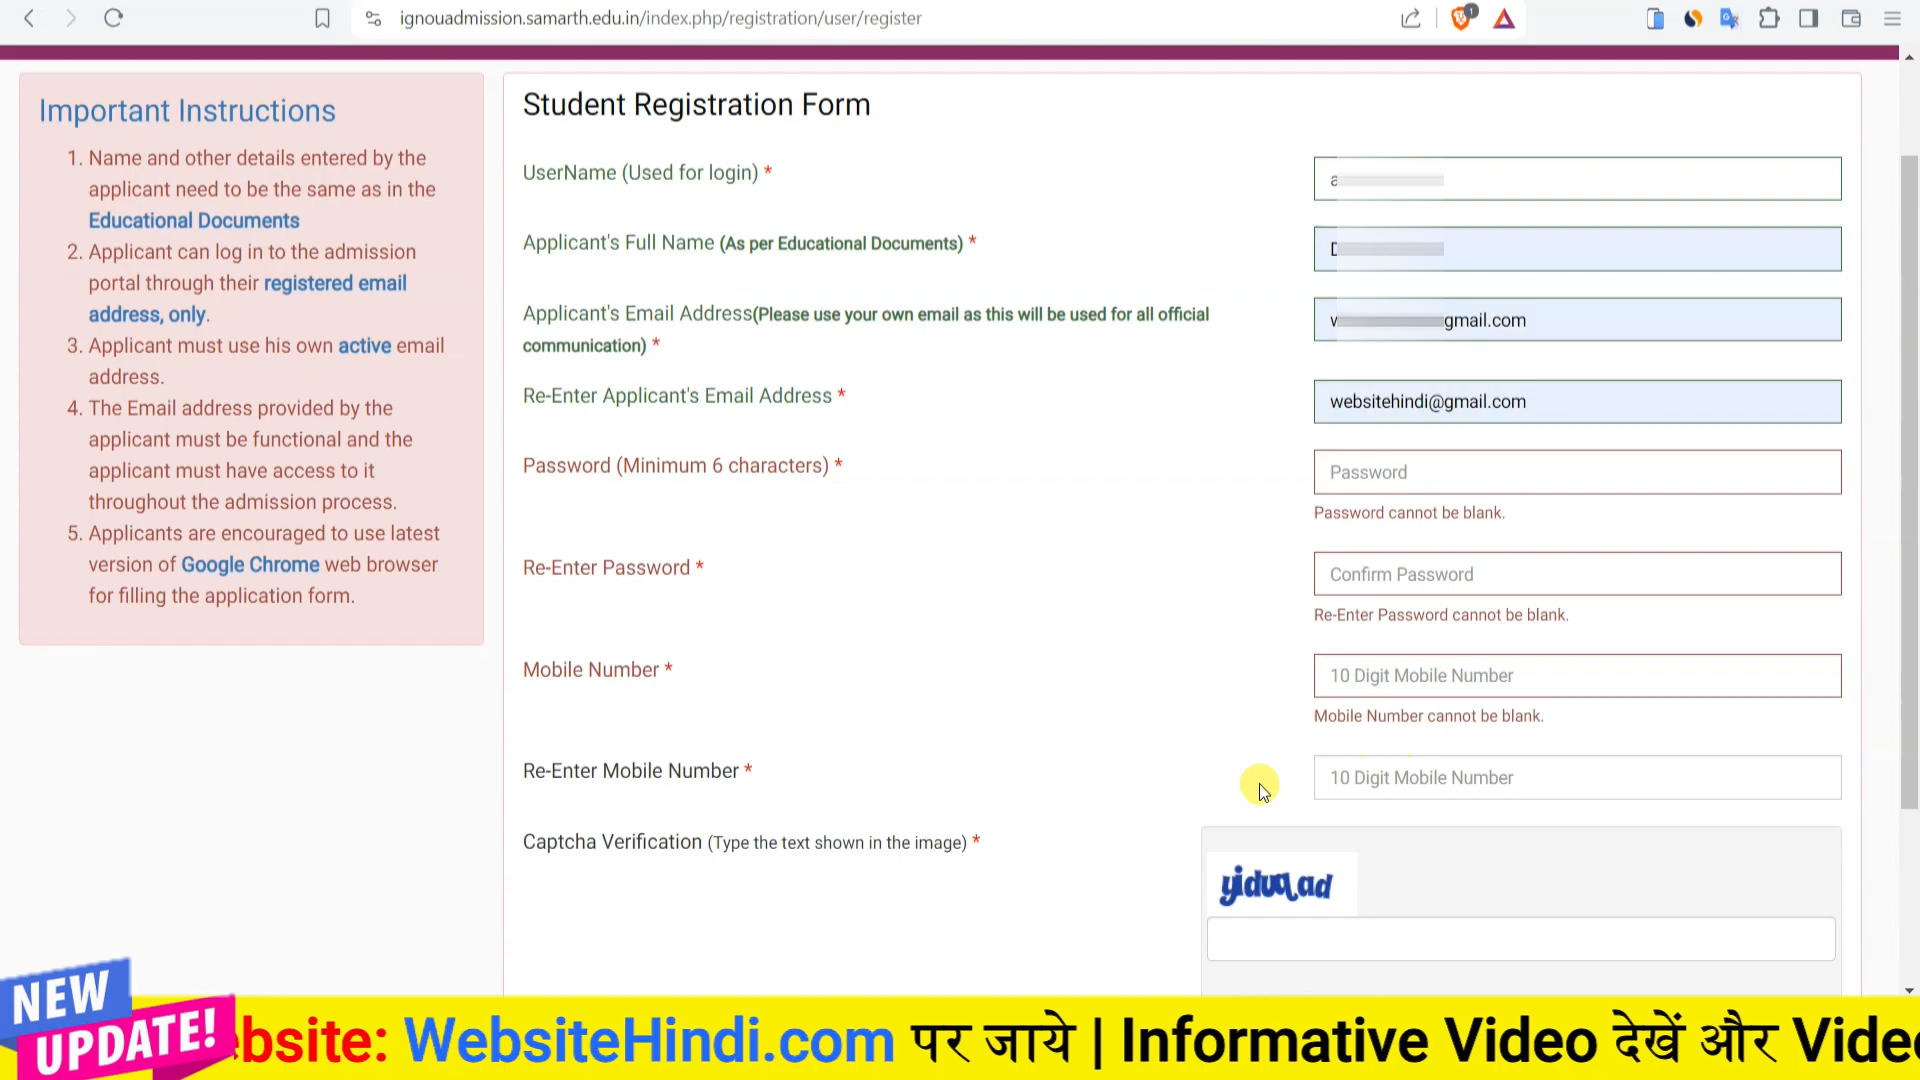 ignouadmission.samarth.edu.in/index.php/registration/user/register
1
Important Instructions
1. Name and other details entered by the
applicant need to be the same as in the
Educational Documents
2. Applicant can log in to the admission
portal through their registered email
address, only.
3. Applicant must use his own active email
address.
4. The Email address provided by the
applicant must be functional and the
applicant must have access to it
throughout the admission process.
5. Applicants are encouraged to use latest
version of Google Chrome web browser
for filling the application form.
Student Registration Form
UserName (Used for login) *
a
Applicant's Full Name (As per Educational Documents) *
D
Applicant's Email Address(Please use your own email as this will be used for all official
communication) *
gmail.com
Re-Enter Applicant's Email Address *
websitehindi@gmail.com
Password (Minimum 6 characters) *
Password
Password cannot be blank.
Re-Enter Password *
Confirm Password
Re-Enter Password cannot be blank.
Mobile Number *
10 Digit Mobile Number
Mobile Number cannot be blank.
Re-Enter Mobile Number *
10 Digit Mobile Number
Captcha Verification (Type the text shown in the image) *
yiduqad
NEW
UPDATE!
bsite: WebsiteHindi.com पर जाये | Informative Video देखें और Vide